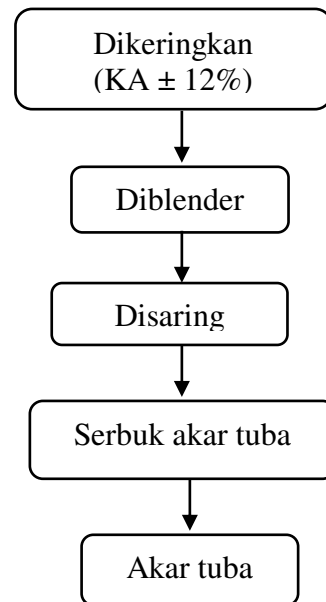 Dikeringkan
(KA ± 12%)
Diblender
Disaring
Serbuk akar tuba
Akar tuba